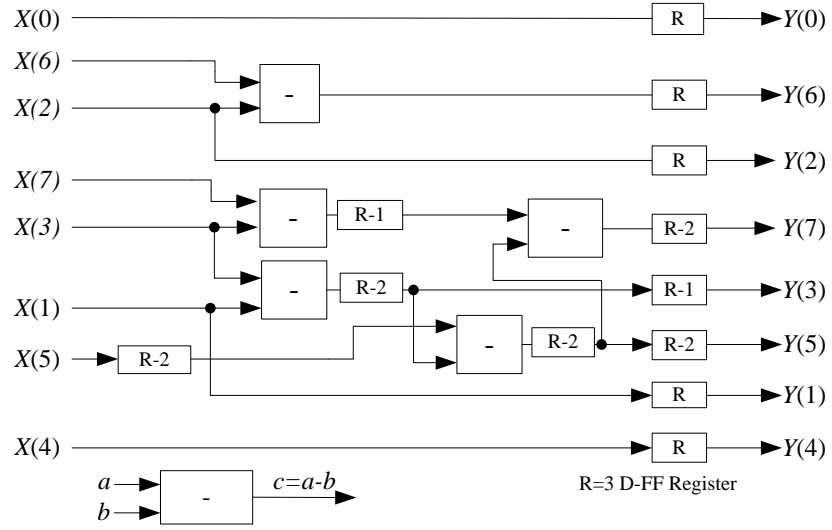 X(0) R Y(0)
X(6)
X(2) - R Y(6)
R Y(2)
X(7)
X(3) - R-1 - R-2 Y(7)
- R-2 R-1 Y(3)
X(1)
X(5) R-2 - R-2 R-2 Y(5)
R Y(1)
X(4) R Y(4)
a
b - c=a-b
R=3 D-FF Register